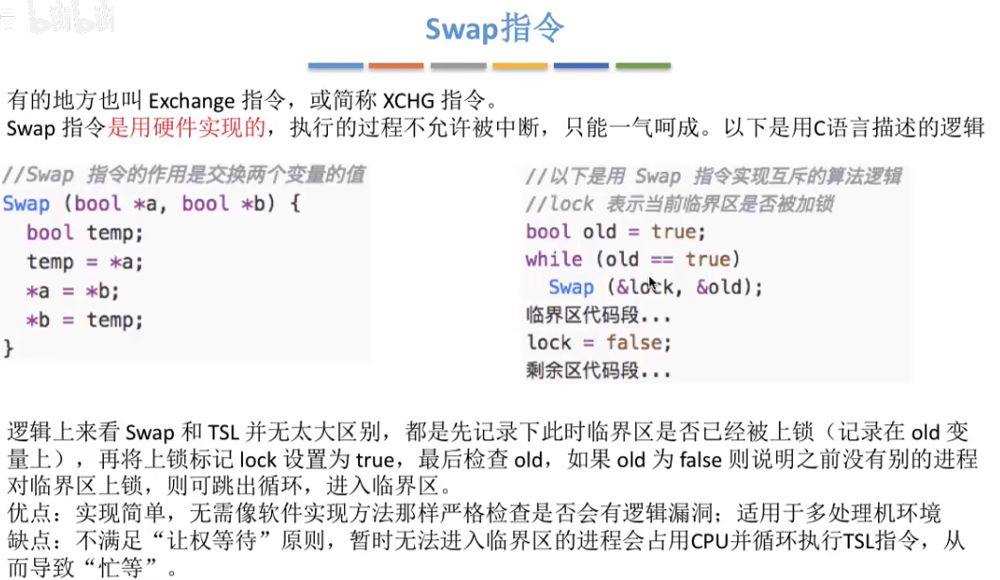 bilibili
Swap指令
有的地方也叫 Exchange 指令，或简称 XCHG 指令。
Swap 指令是用硬件实现的，执行的过程不允许被中断，只能一气呵成。以下是用C语言描述的逻辑
//Swap 指令的作用是交换两个变量的值
Swap (bool *a, bool *b) {
bool temp;
temp = *a;
*a = *b;
*b = temp;
}
//以下是用 Swap 指令实现互斥的算法逻辑
//lock 表示当前临界区是否被加锁
bool old = true;
while (old == true)
Swap (&lock, &old);
临界区代码段...
lock = false;
剩余区代码段...
逻辑上来看 Swap 和 TSL 并无太大区别，都是先记录下此时临界区是否已经被上锁（记录在 old 变
量上），再将上锁标记 lock 设置为 true，最后检查 old，如果 old 为 false 则说明之前没有别的进程
对临界区上锁，则可跳出循环，进入临界区。
优点：实现简单，无需像软件实现方法那样严格检查是否会有逻辑漏洞；适用于多处理机环境
缺点：不满足“让权等待”原则，暂时无法进入临界区的进程会占用CPU并循环执行TSL指令，从
而导致“忙等”。